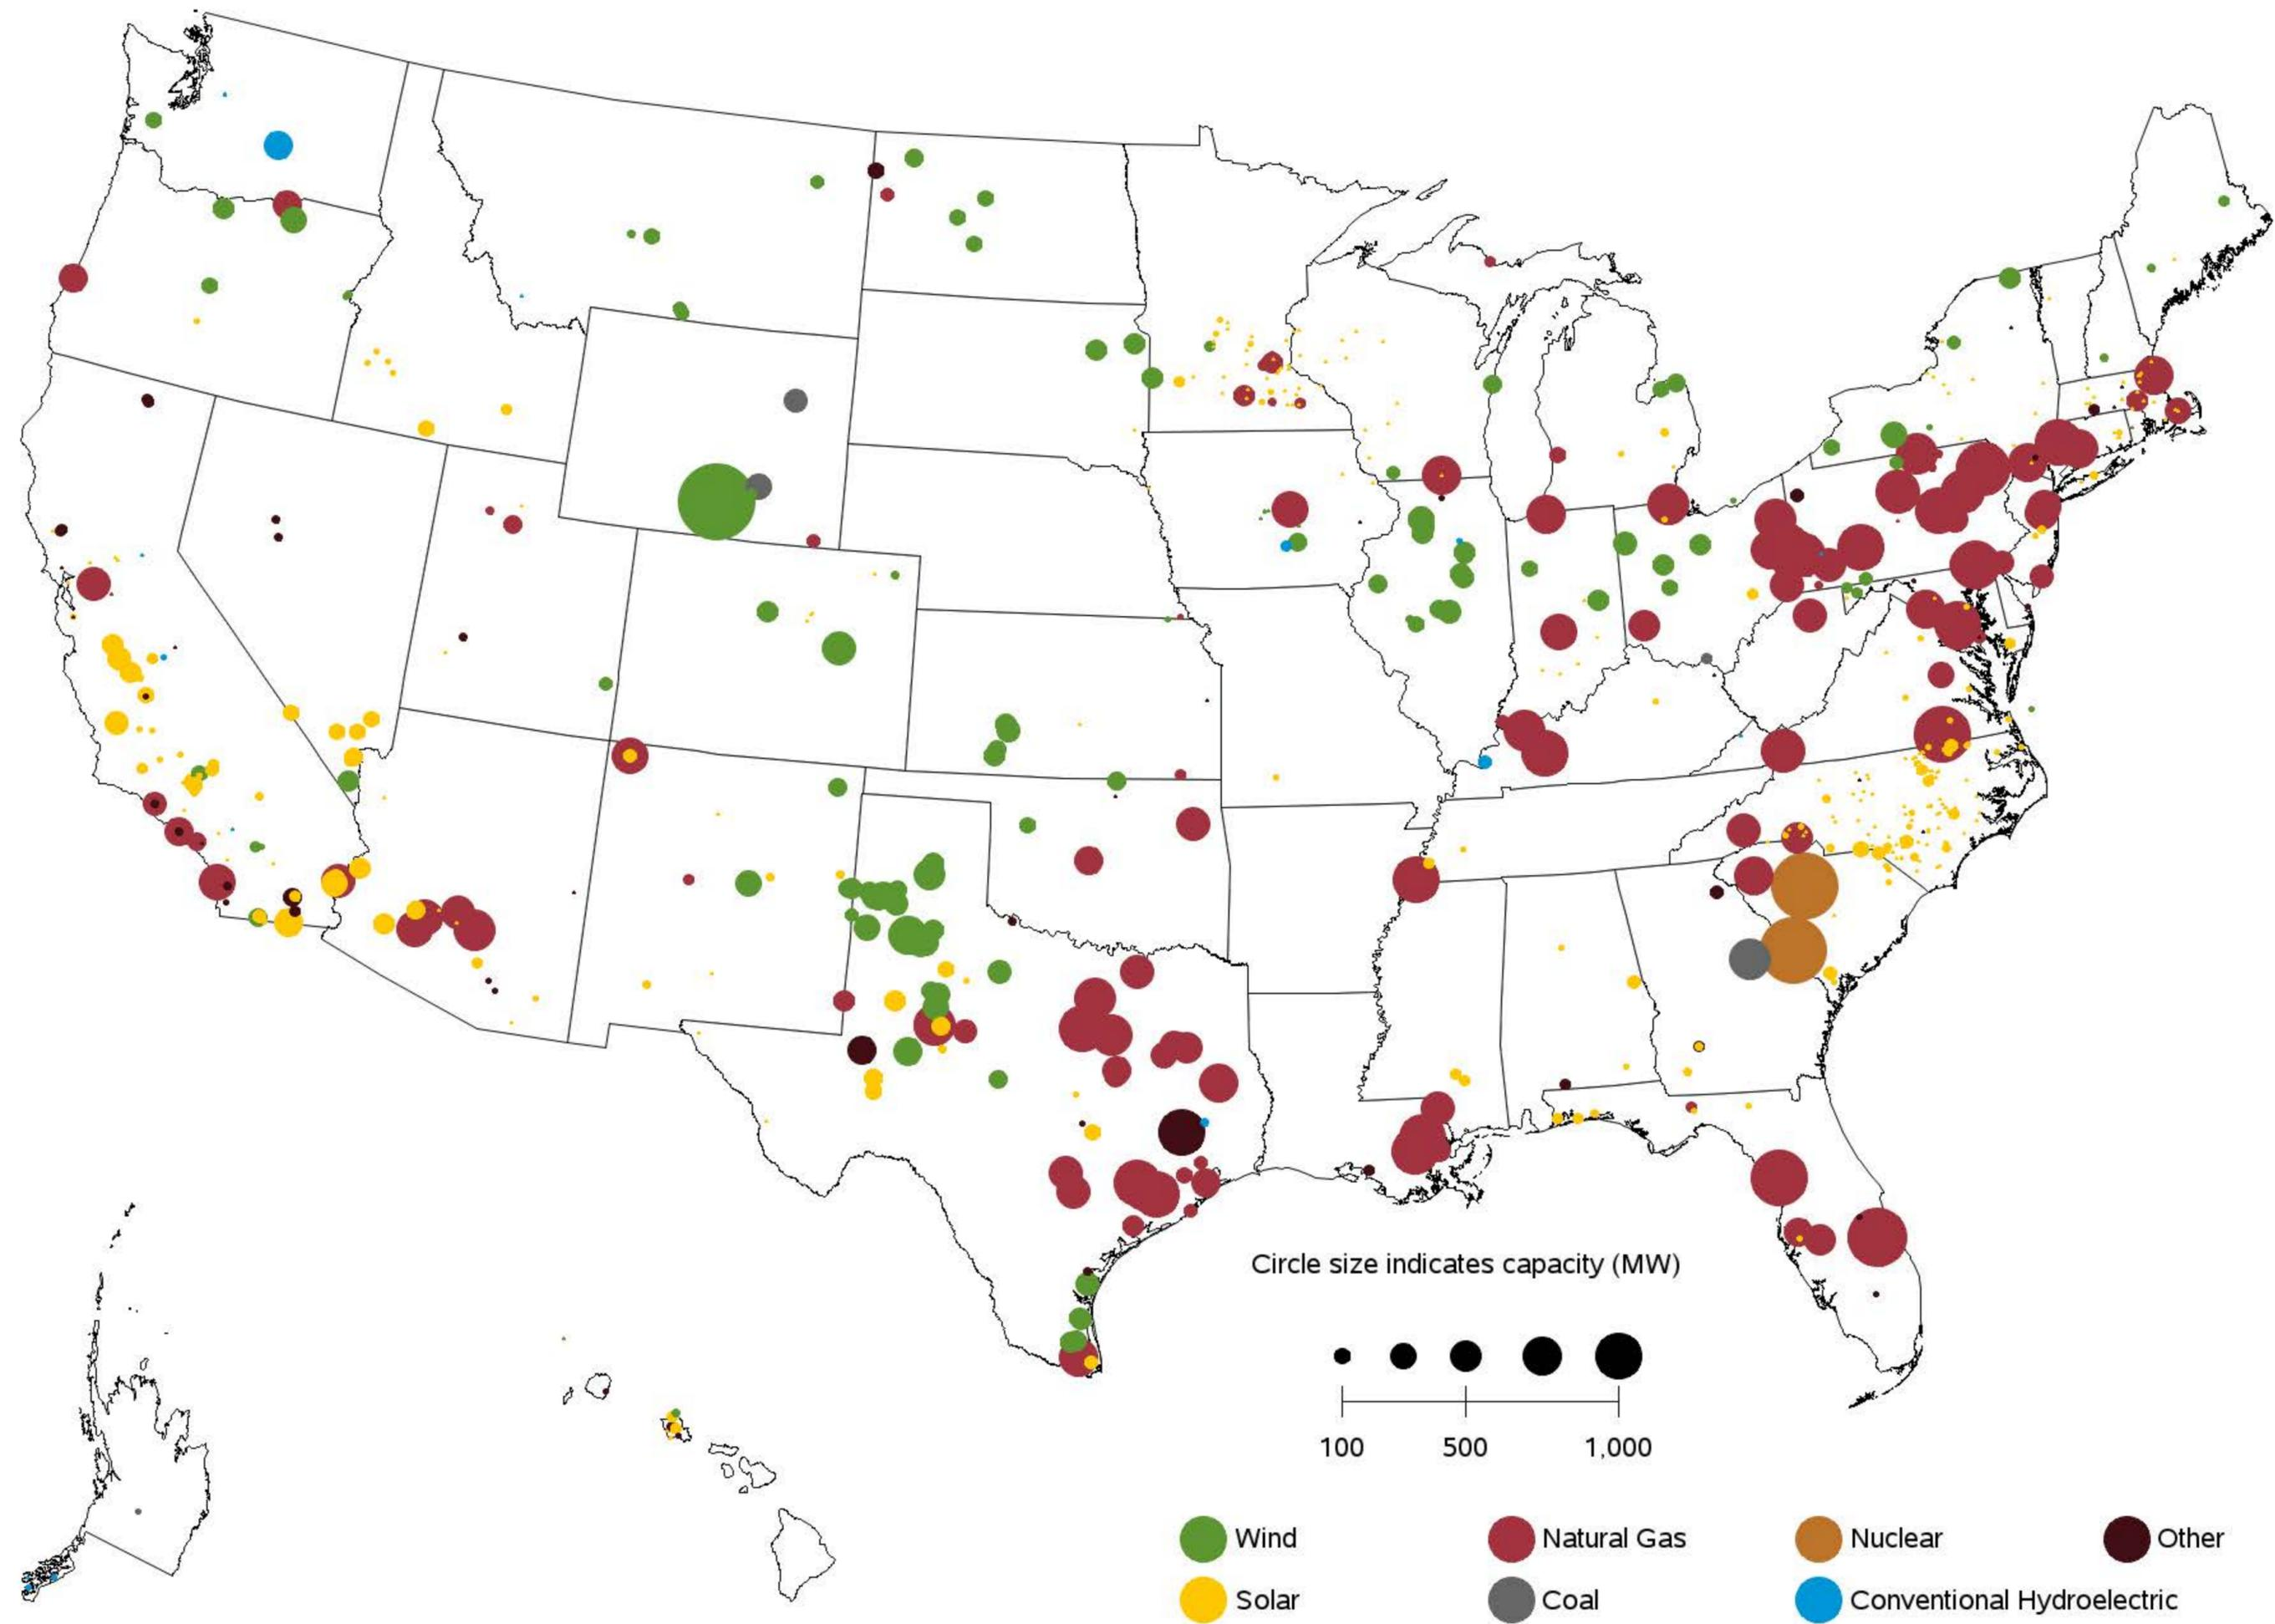 Circle size indicates capacity (MW)
100 500 1,000
Wind Natural Gas Nuclear Other
Solar Coal Conventional Hydroelectric